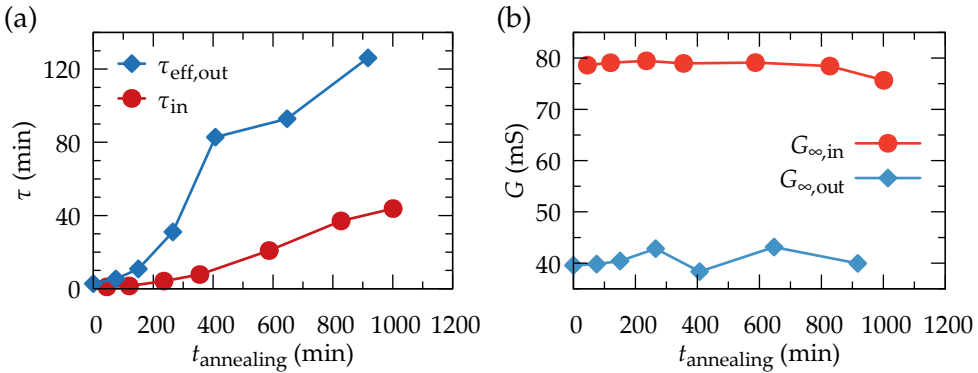 (a)
τ (min)
120
80
40
0
τeff,out
τin
0 200 400 600 800 1000 1200
tannealing (min)
(b)
G (mS)
80
70
60
50
40
G∞,in
G∞,out
0 200 400 600 800 1000 1200
tannealing (min)